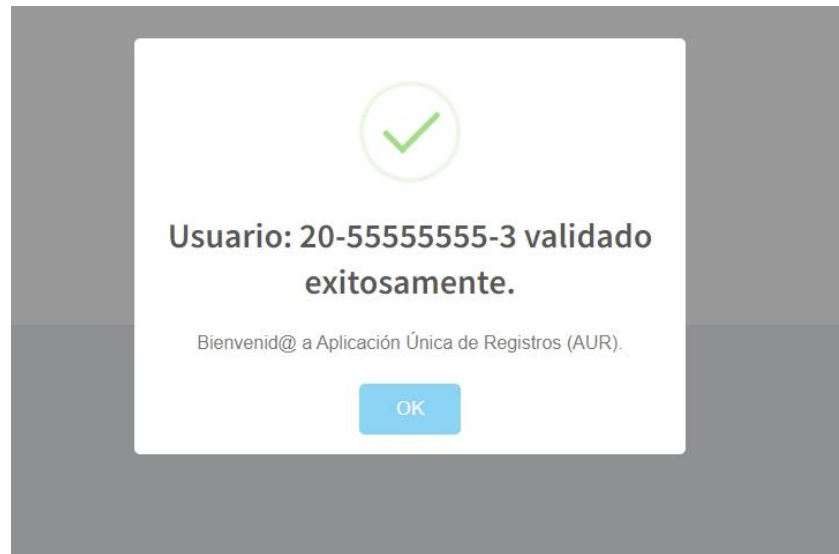 Usuario: 20-55555555-3 validado
exitosamente.
Bienvenid@ a Aplicación Única de Registros (AUR).
OK